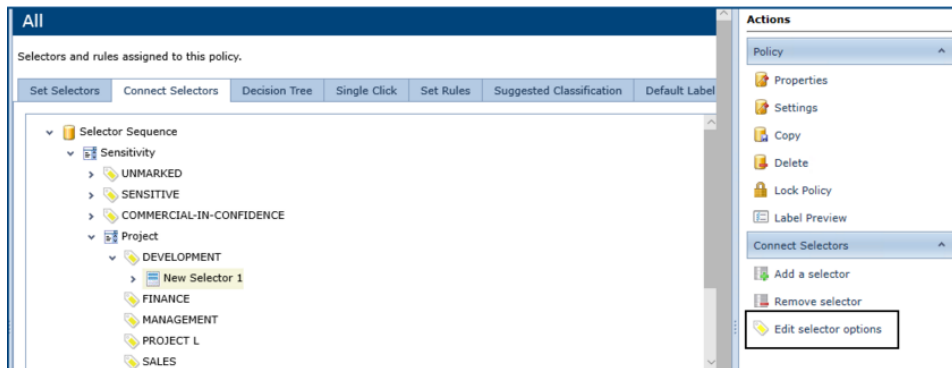 All
Selectors and rules assigned to this policy.
Set Selectors Connect Selectors Decision Tree Single Click Set Rules Suggested Classification Default Label
Selector Sequence
Sensitivity
UNMARKED
SENSITIVE
COMMERCIAL-IN-CONFIDENCE
Project
DEVELOPMENT
New Selector 1
FINANCE
MANAGEMENT
PROJECT L
SALES
Actions
Policy
Properties
Settings
Copy
Delete
Lock Policy
Label Preview
Connect Selectors
Add a selector
Remove selector
Edit selector options